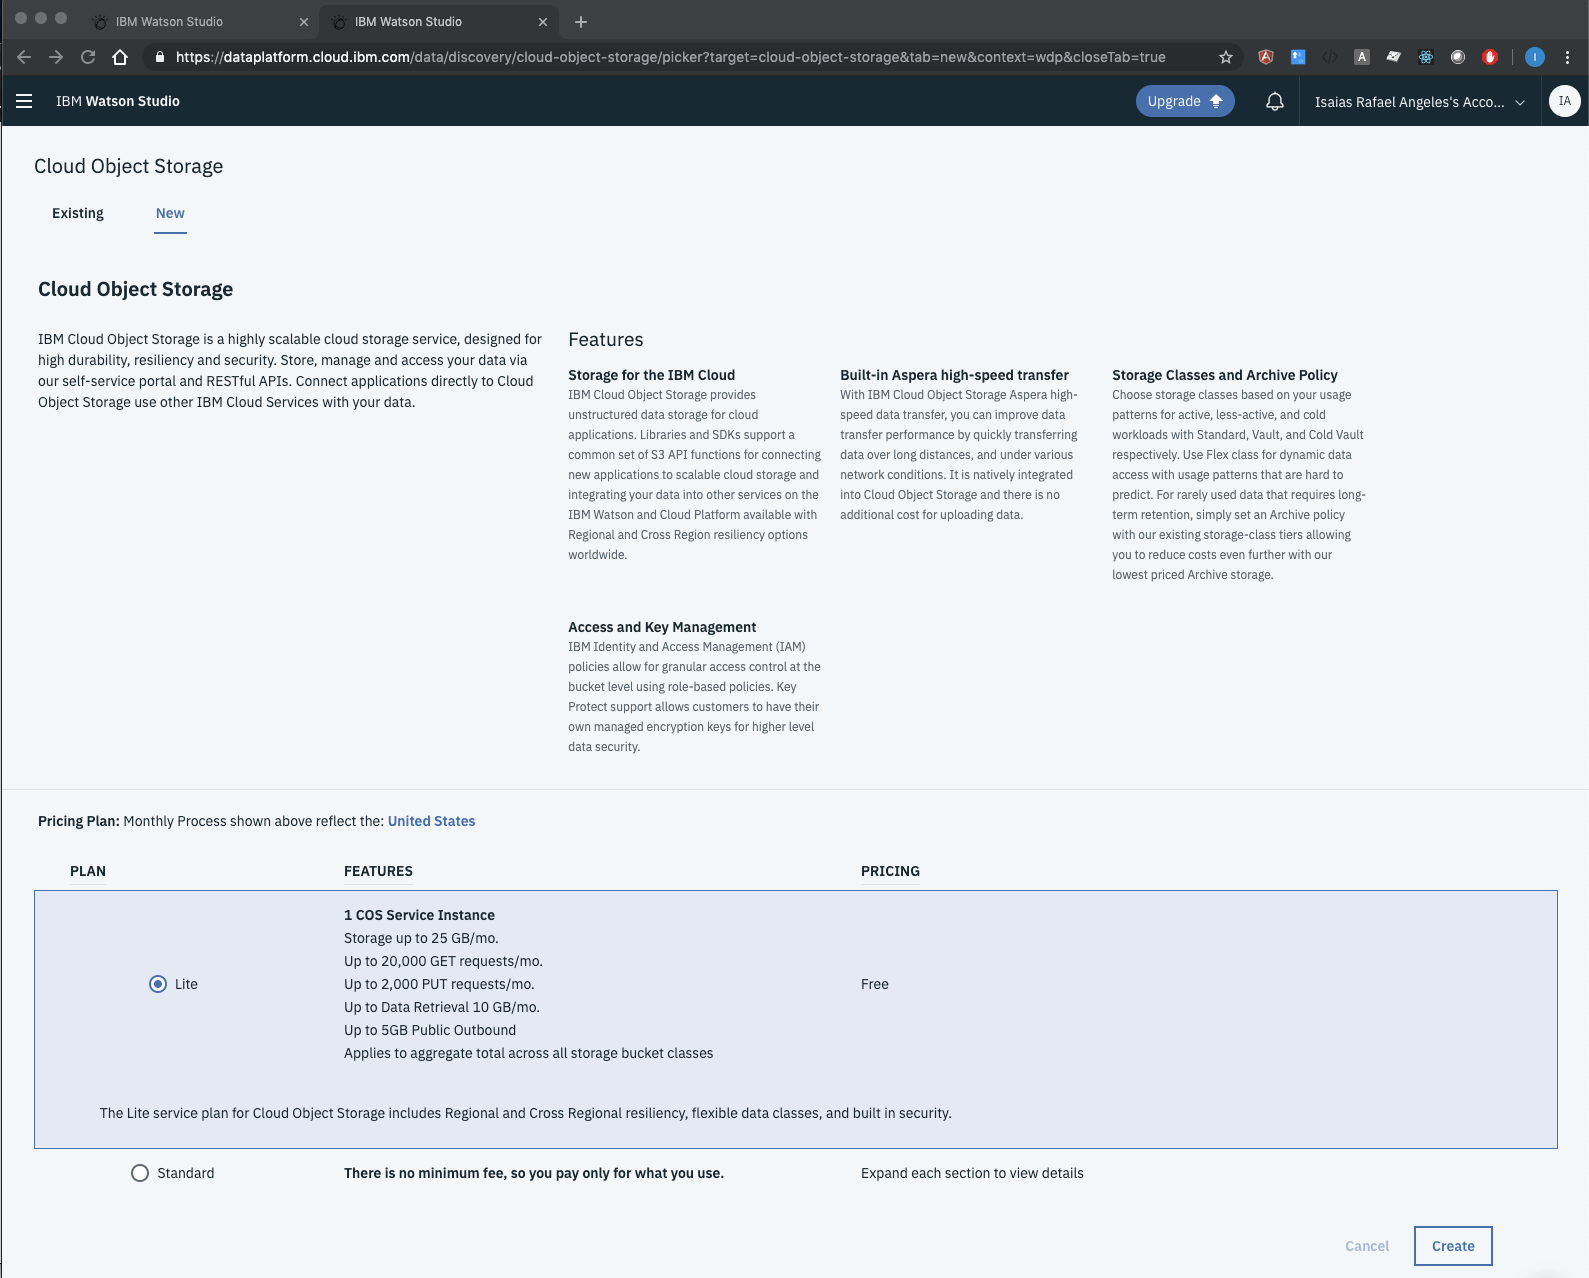 IBM Watson Studio
IBM Watson Studio
https://dataplatform.cloud.ibm.com/data/discovery/cloud-object-storage/picker?target=cloud-object-storage&tab=new&context=wdp&closeTab=true
A
I
IBM Watson Studio
Upgrade
Isaias Rafael Angeles's Acco...
IA
Cloud Object Storage
Existing
New
Cloud Object Storage
IBM Cloud Object Storage is a highly scalable cloud storage service, designed for
high durability, resiliency and security. Store, manage and access your data via
our self-service portal and RESTful APIs. Connect applications directly to Cloud
Object Storage use other IBM Cloud Services with your data.
Features
Storage for the IBM Cloud
IBM Cloud Object Storage provides
unstructured data storage for cloud
applications. Libraries and SDKs support a
common set of S3 API functions for connecting
new applications to scalable cloud storage and
integrating your data into other services on the
IBM Watson and Cloud Platform available with
Regional and Cross Region resiliency options
worldwide.
Built-in Aspera high-speed transfer
With IBM Cloud Object Storage Aspera high-
speed data transfer, you can improve data
transfer performance by quickly transferring
data over long distances, and under various
network conditions. It is natively integrated
into Cloud Object Storage and there is no
additional cost for uploading data.
Storage Classes and Archive Policy
Choose storage classes based on your usage
patterns for active, less-active, and cold
workloads with Standard, Vault, and Cold Vault
respectively. Use Flex class for dynamic data
access with usage patterns that are hard to
predict. For rarely used data that requires long-
term retention, simply set an Archive policy
with our existing storage-class tiers allowing
you to reduce costs even further with our
lowest priced Archive storage.
Access and Key Management
IBM Identity and Access Management (IAM)
policies allow for granular access control at the
bucket level using role-based policies. Key
Protect support allows customers to have their
own managed encryption keys for higher level
data security.
Pricing Plan: Monthly Process shown above reflect the: United States
PLAN
FEATURES
PRICING
Lite
1 COS Service Instance
Storage up to 25 GB/mo.
Up to 20,000 GET requests/mo.
Up to 2,000 PUT requests/mo.
Up to Data Retrieval 10 GB/mo.
Up to 5GB Public Outbound
Applies to aggregate total across all storage bucket classes
Free
The Lite service plan for Cloud Object Storage includes Regional and Cross Regional resiliency, flexible data classes, and built in security.
Standard
There is no minimum fee, so you pay only for what you use.
Expand each section to view details
Cancel
Create